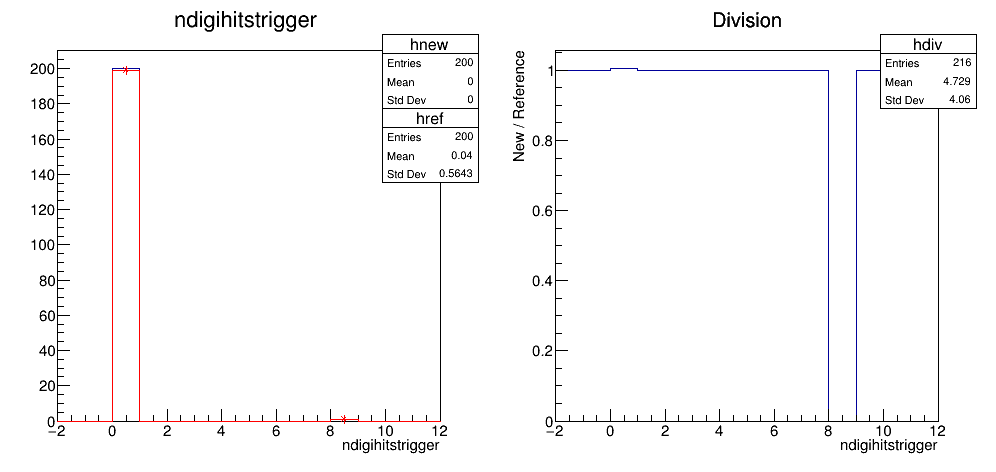 ndigihitstrigger
hnew
Entries 200
Mean 0
Std Dev 0
href
Entries 200
Mean 0.04
Std Dev 0.5643
200
180
160
140
120
100
80
60
40
20
0
−2 0 2 4 6 8 10 12
ndigihitstrigger
Division
hdiv
Entries 216
Mean 4.729
Std Dev 4.06
New / Reference
1
0.8
0.6
0.4
0.2
0
−2 0 2 4 6 8 10 12
ndigihitstrigger